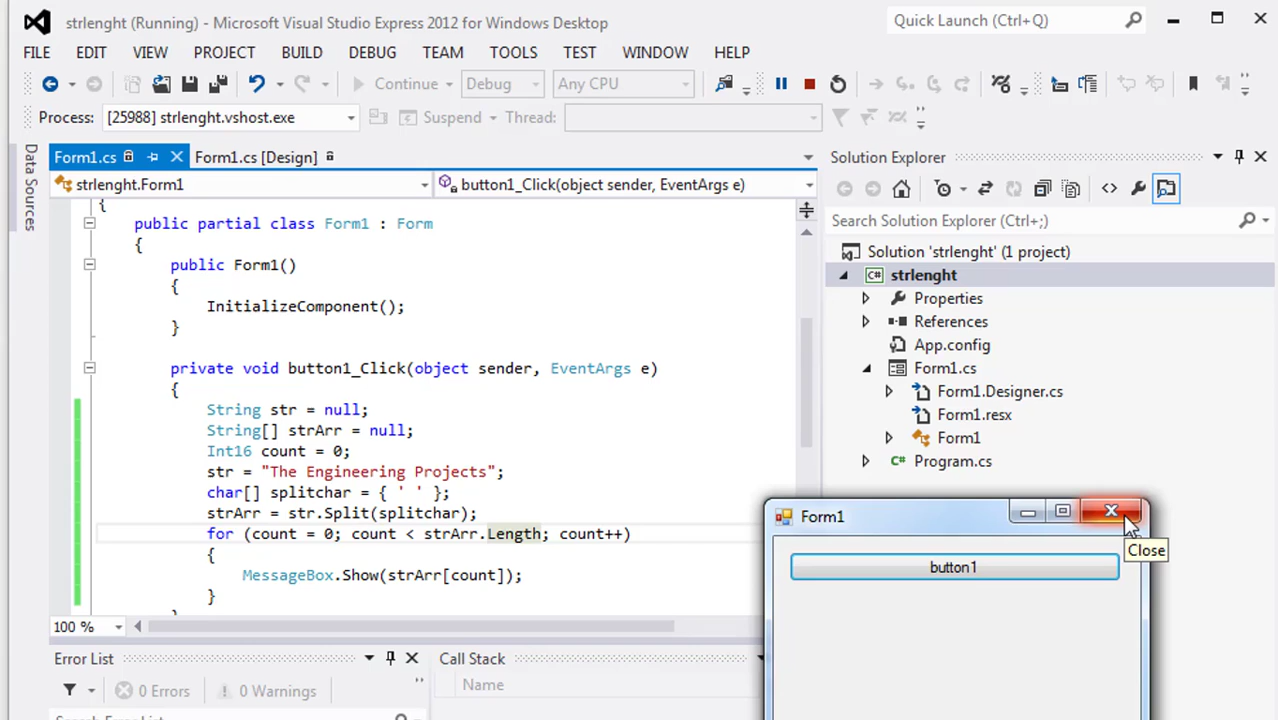 strlenght (Running) - Microsoft Visual Studio Express 2012 for Windows Desktop
Quick Launch (Ctrl+Q)
FILE EDIT VIEW PROJECT BUILD DEBUG TEAM TOOLS TEST WINDOW HELP
Continue Debug Any CPU
Process: [25988] strlenght.vshost.exe Suspend Thread:
Data Sources
Form1.cs Form1.cs [Design]
strlenght.Form1 button1_Click(object sender, EventArgs e)
{
public partial class Form1 : Form
{
public Form1()
{
InitializeComponent();
}
private void button1_Click(object sender, EventArgs e)
{
String str = null;
String[] strArr = null;
Int16 count = 0;
str = "The Engineering Projects";
char[] splitchar = { ' ' };
strArr = str.Split(splitchar);
for (count = 0; count < strArr.Length; count++)
{
MessageBox.Show(strArr[count]);
}
100 %
Error List
0 Errors 0 Warnings
Search Error List
Call Stack
Name
Solution Explorer
Search Solution Explorer (Ctrl+;)
Solution 'strlenght' (1 project)
C# strlenght
Properties
References
App.config
Form1.cs
Form1.Designer.cs
Form1.resx
Form1
C# Program.cs
Form1
Close
button1